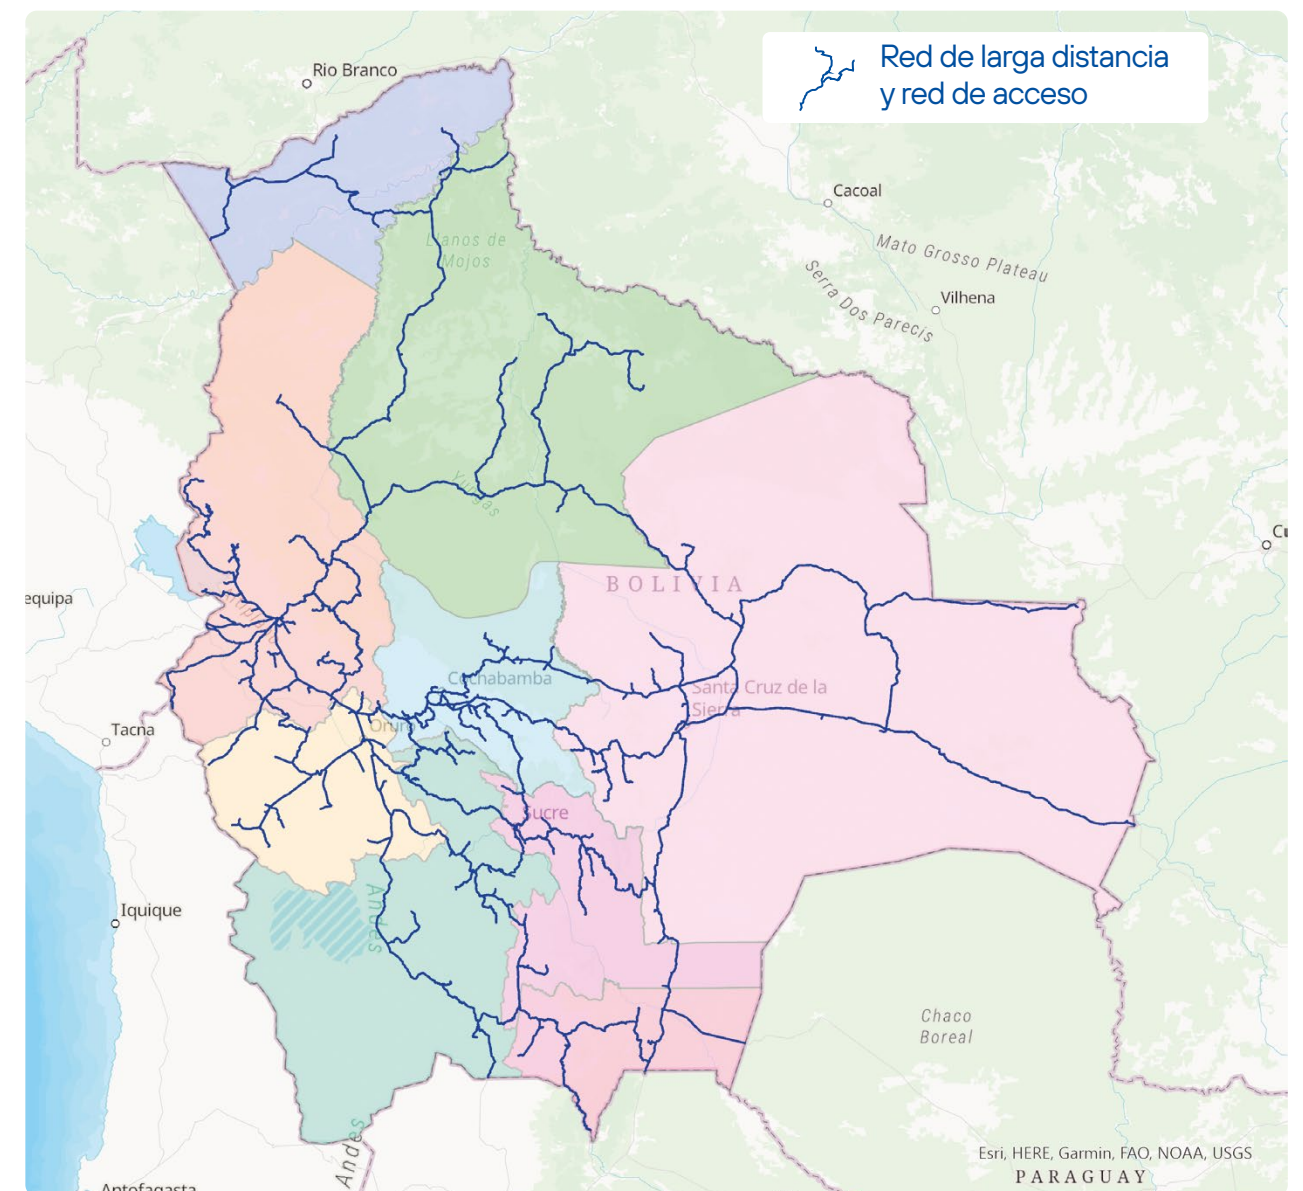 Red de larga distancia
y red de acceso
Rio Branco
Cacoal
Mato Grosso Plateau
Llanos de
Mojos
Serra Dos Parecis
Vilhena
Yungas
BOLIVIA
equipa
Cochabamba
Santa Cruz de la
Sierra
Tacna
Oruro
Sucre
Iquique
Andes
Chaco
Boreal
Andes
Esri, HERE, Garmin, FAO, NOAA, USGS
PARAGUAY
Antofagasta